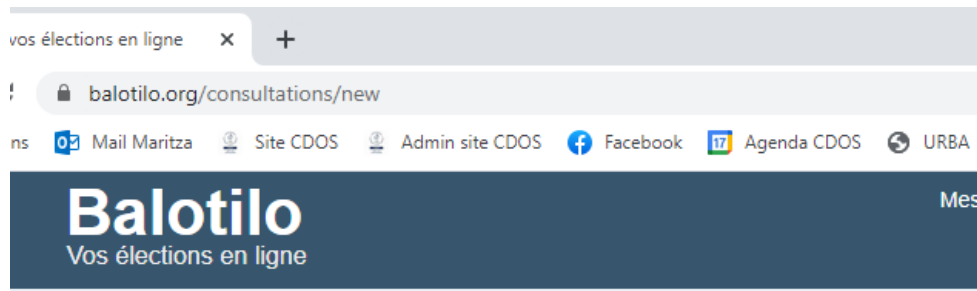 vos élections en ligne
balotilo.org/consultations/new
ns Mail Maritza Site CDOS Admin site CDOS Facebook 17 Agenda CDOS URBA
Balotilo
Mes
Vos élections en ligne